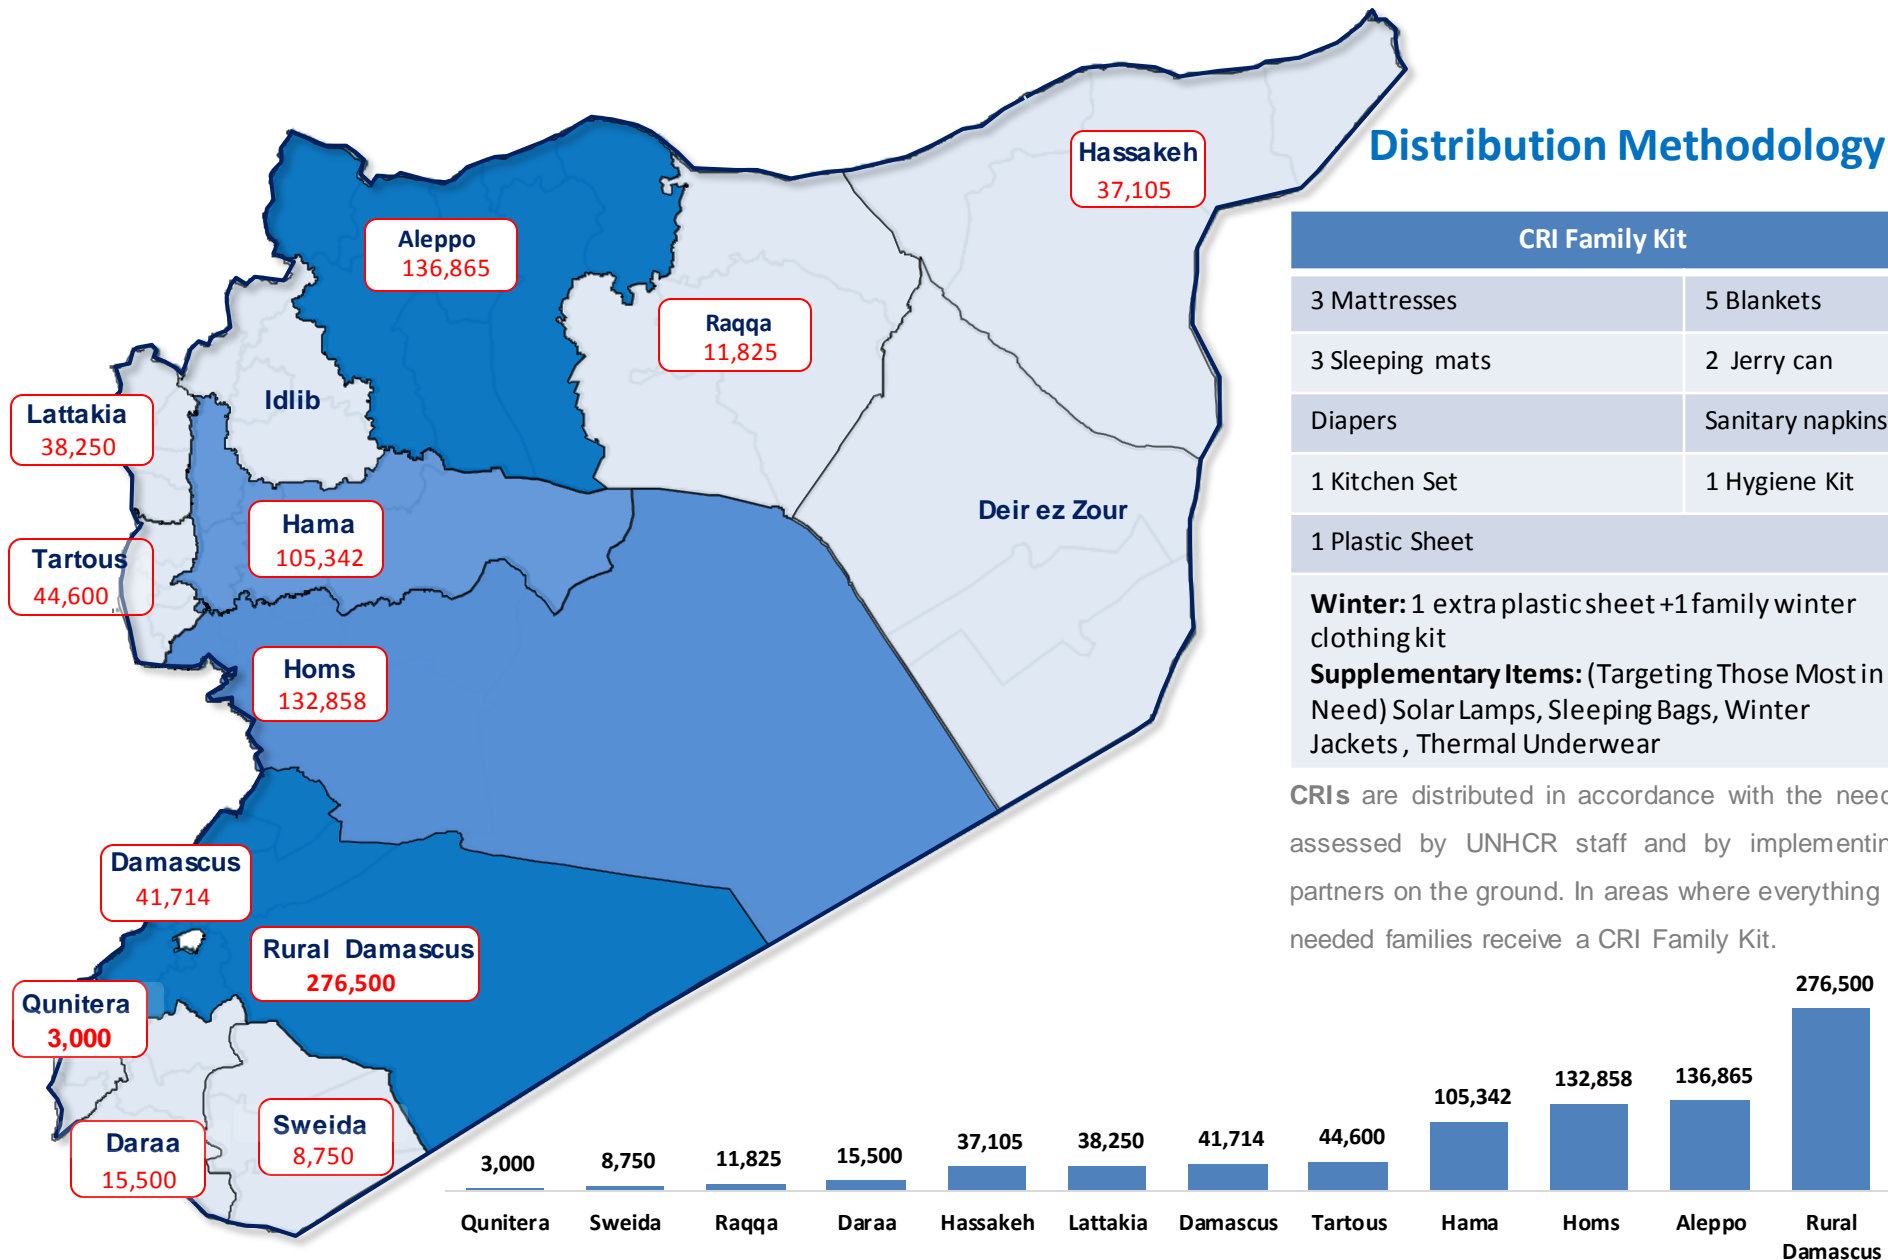 Hassakeh
37,105
Aleppo
136,865
Raqqa
11,825
Idlib
Lattakia
38,250
Deir ez Zour
Hama
105,342
Tartous
44,600
Homs
132,858
Damascus
41,714
Rural Damascus
276,500
Qunitera
3,000
Sweida
8,750
Daraa
15,500
Distribution Methodology
CRI Family Kit
3 Mattresses
5 Blankets
3 Sleeping mats
2 Jerry can
Diapers
Sanitary napkins
1 Kitchen Set
1 Hygiene Kit
1 Plastic Sheet
Winter: 1 extra plastic sheet +1 family winter
clothing kit
Supplementary Items: (Targeting Those Most in
Need) Solar Lamps, Sleeping Bags, Winter
Jackets , Thermal Underwear
CRIs are distributed in accordance with the need
assessed by UNHCR staff and by implementin
partners on the ground. In areas where everything
needed families receive a CRI Family Kit.
3,000
8,750
11,825
15,500
37,105
38,250
41,714
44,600
105,342
132,858
136,865
276,500
Qunitera
Sweida
Raqqa
Daraa
Hassakeh
Lattakia
Damascus
Tartous
Hama
Homs
Aleppo
Rural
Damascus